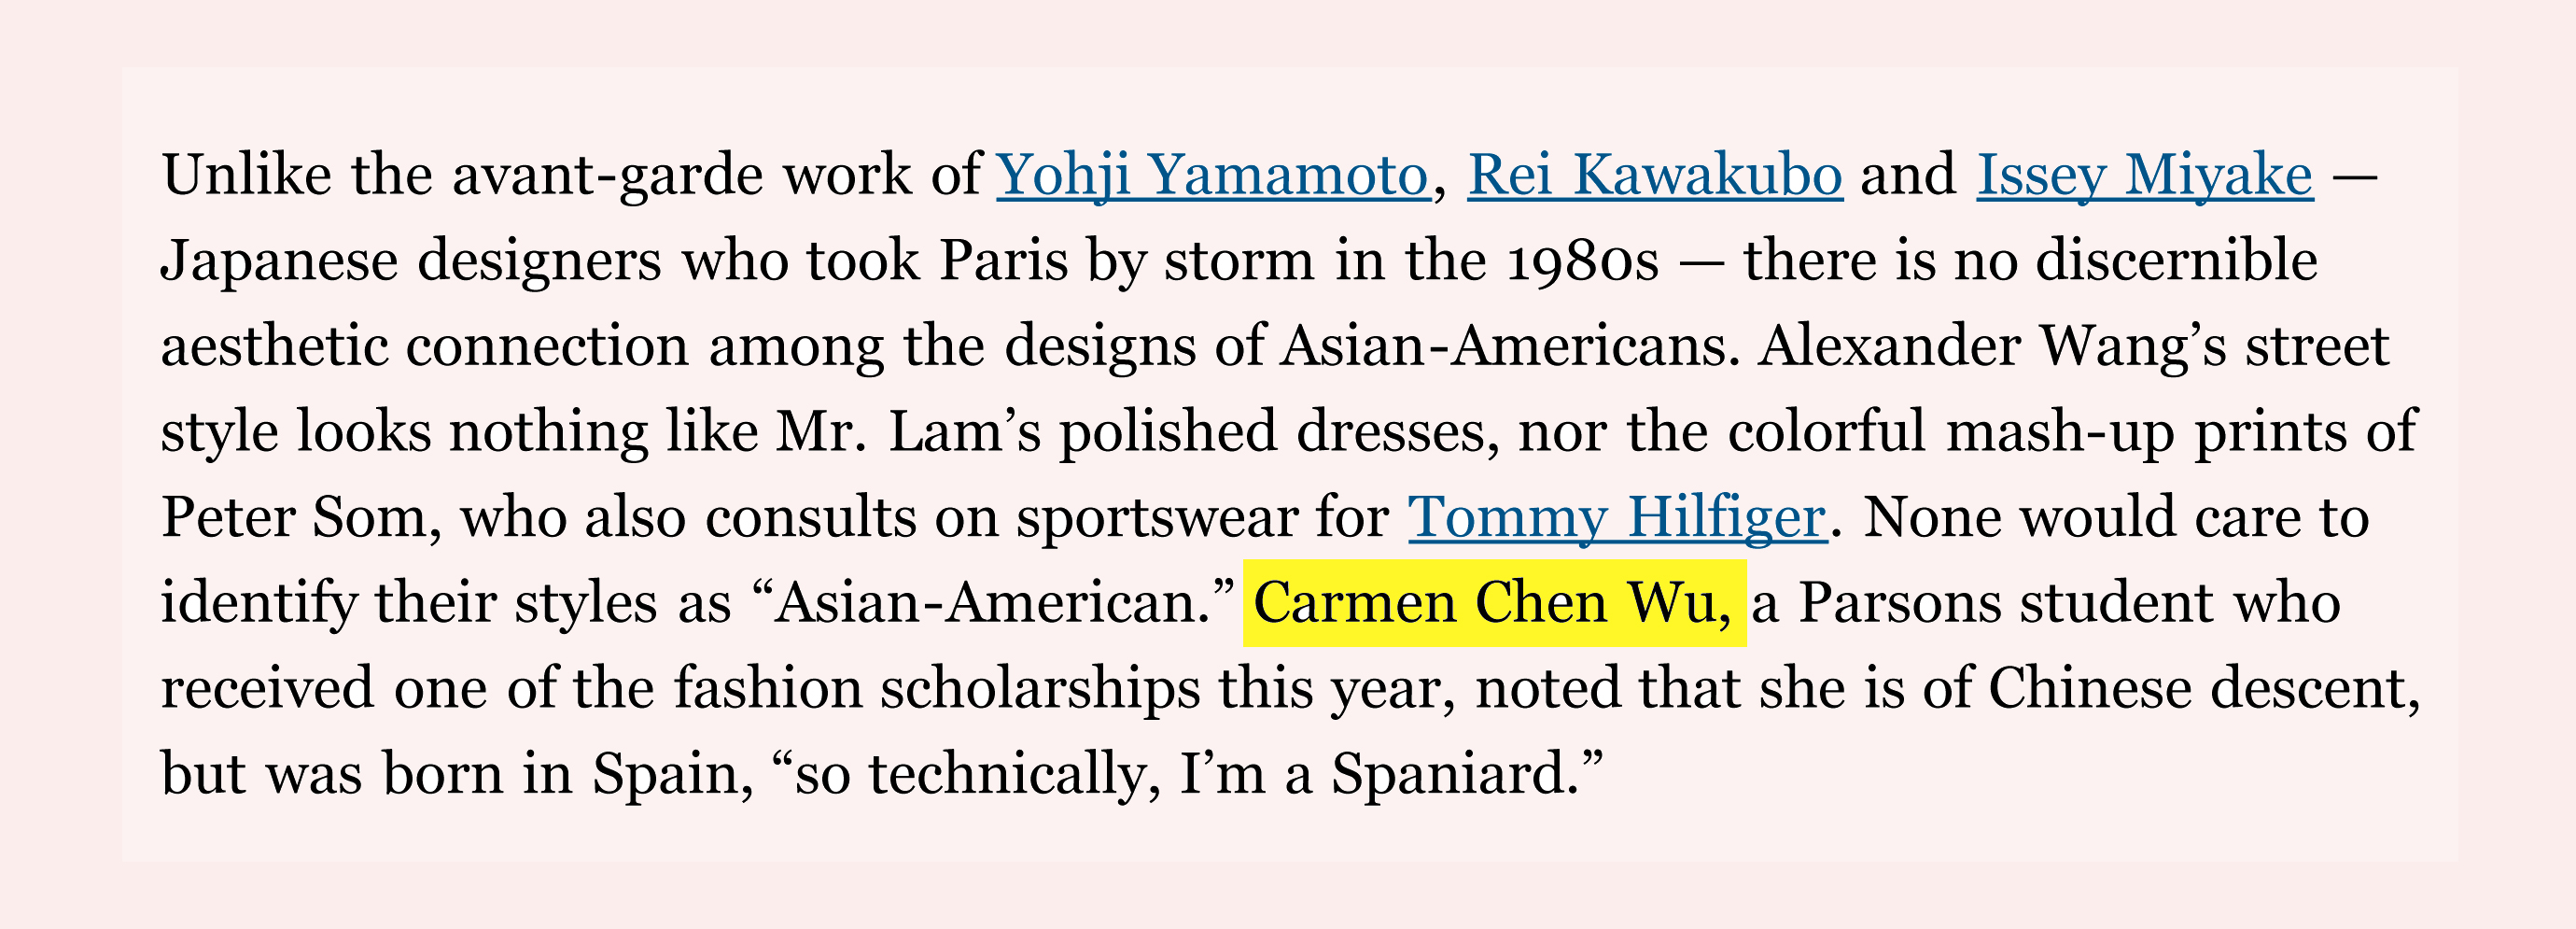 Unlike the avant-garde work of Yohji Yamamoto, Rei Kawakubo and Issey Miyake —
Japanese designers who took Paris by storm in the 1980s — there is no discernible
aesthetic connection among the designs of Asian-Americans. Alexander Wang’s street
style looks nothing like Mr. Lam’s polished dresses, nor the colorful mash-up prints of
Peter Som, who also consults on sportswear for Tommy Hilfiger. None would care to
identify their styles as “Asian-American.” Carmen Chen Wu, a Parsons student who
received one of the fashion scholarships this year, noted that she is of Chinese descent,
but was born in Spain, “so technically, I’m a Spaniard.”